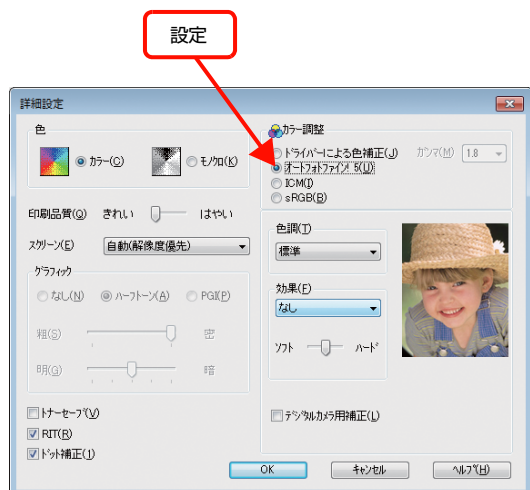 設定
詳細設定
色
カラー(C)
モノクロ(K)
印刷品質(Q) きれい はやい
スクリーン(E) 自動(解像度優先)
グラフィック
なし(N) ハーフトーン(A) PGI(P)
粗(S) 密
明(G) 暗
トナーセーブ(V)
RIT(R)
ドット補正(1)
カラー調整
ドライバーによる色補正(J) ガンマ(M) 1.8
オートフォトファイン!5(U)
ICM(I)
sRGB(B)
色調(T)
標準
効果(F)
なし
ソフト ハード
デジタルカメラ用補正(L)
OK キャンセル ヘルプ(H)